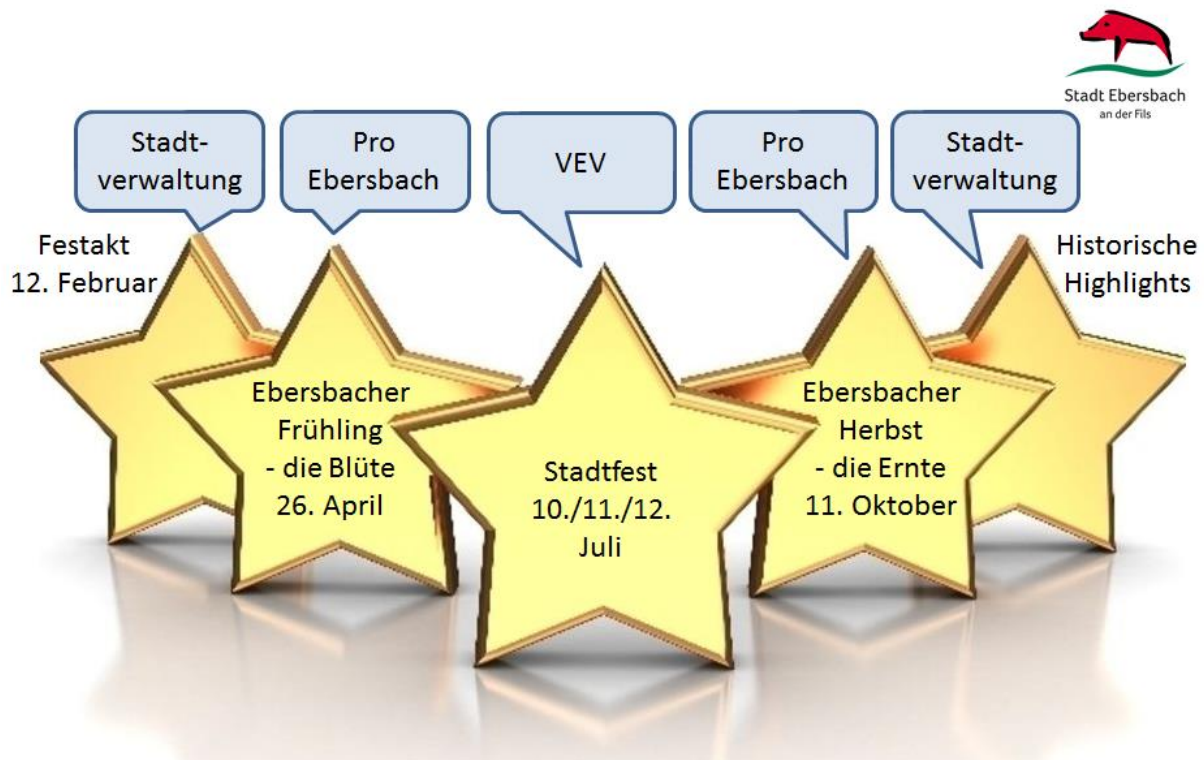 Stadt Ebersbach
an der Fils
Stadt-
verwaltung
Pro
Ebersbach
VEV
Pro
Ebersbach
Stadt-
verwaltung
Festakt
12. Februar
Historische
Highlights
Ebersbacher
Frühling
- die Blüte
26. April
Stadtfest
10./11./12.
Juli
Ebersbacher
Herbst
- die Ernte
11. Oktober